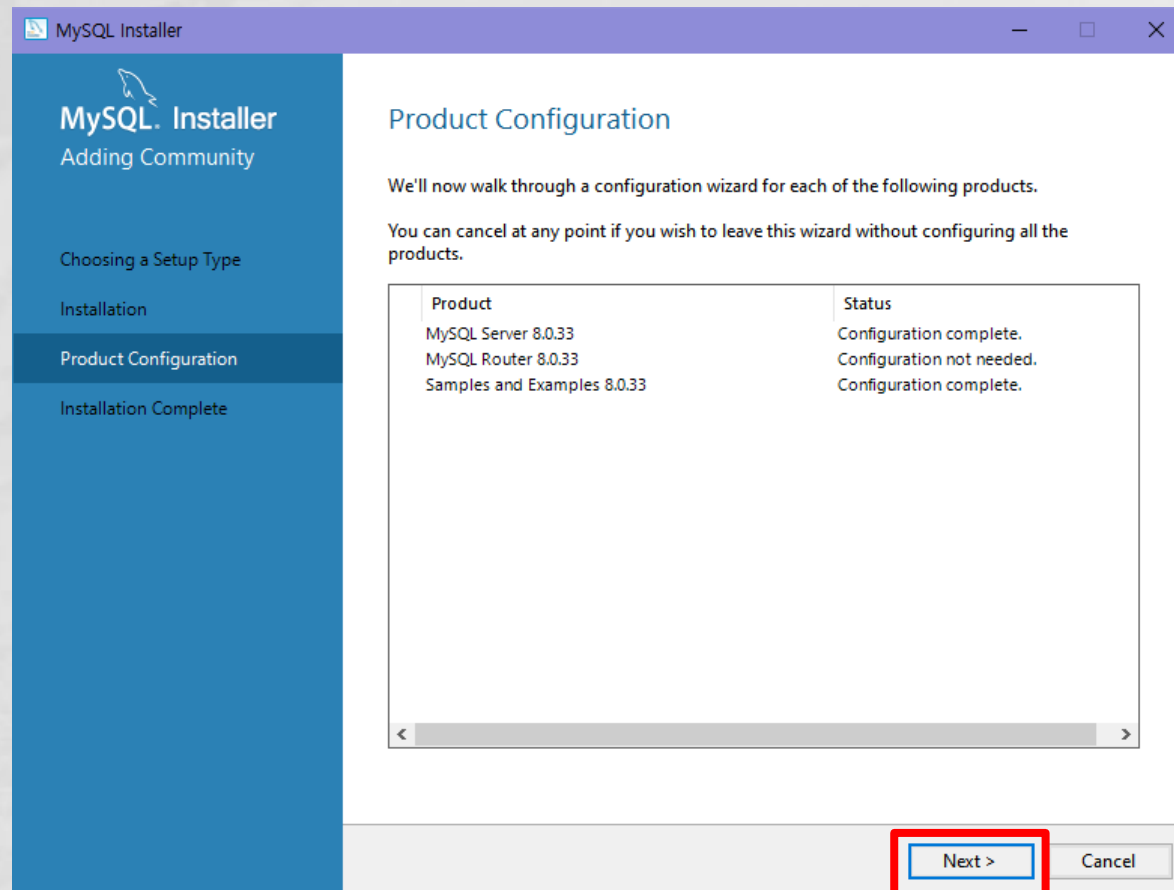 MySQL Installer
MySQL. Installer
Adding Community
Choosing a Setup Type
Installation
Product Configuration
Installation Complete
Product Configuration
We'll now walk through a configuration wizard for each of the following products.
You can cancel at any point if you wish to leave this wizard without configuring all the
products.
Product Status
MySQL Server 8.0.33 Configuration complete.
MySQL Router 8.0.33 Configuration not needed.
Samples and Examples 8.0.33 Configuration complete.
Next > Cancel